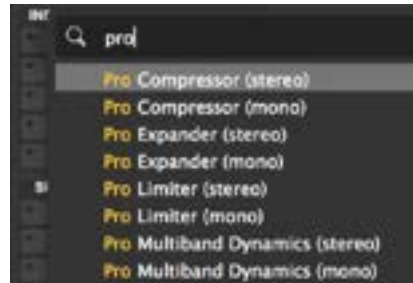 INS
pro
Pro Compressor (stereo)
Pro Compressor (mono)
Pro Expander (stereo)
Pro Expander (mono)
Pro Limiter (stereo)
Pro Limiter (mono)
Pro Multiband Dynamics (stereo)
Pro Multiband Dynamics (mono)